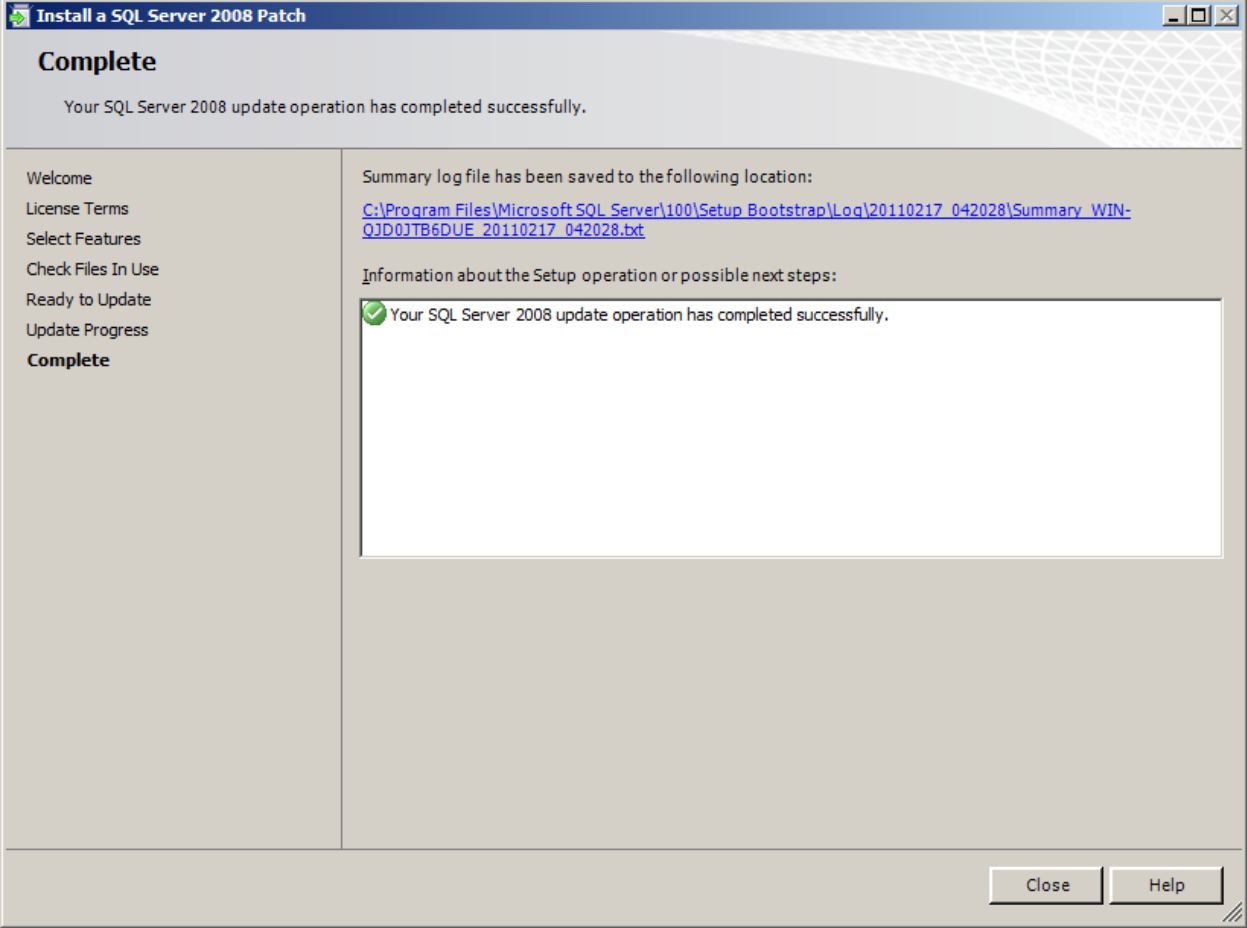 Install a SQL Server 2008 Patch
Complete
Your SQL Server 2008 update operation has completed successfully.
Welcome
License Terms
Select Features
Check Files In Use
Ready to Update
Update Progress
Complete
Summary log file has been saved to the following location:
C:\Program Files\Microsoft SQL Server\100\Setup Bootstrap\Log\20110217_042028\Summary_WIN-
QJD0JTB6DUE_20110217_042028.txt
Information about the Setup operation or possible next steps:
Your SQL Server 2008 update operation has completed successfully.
Close
Help